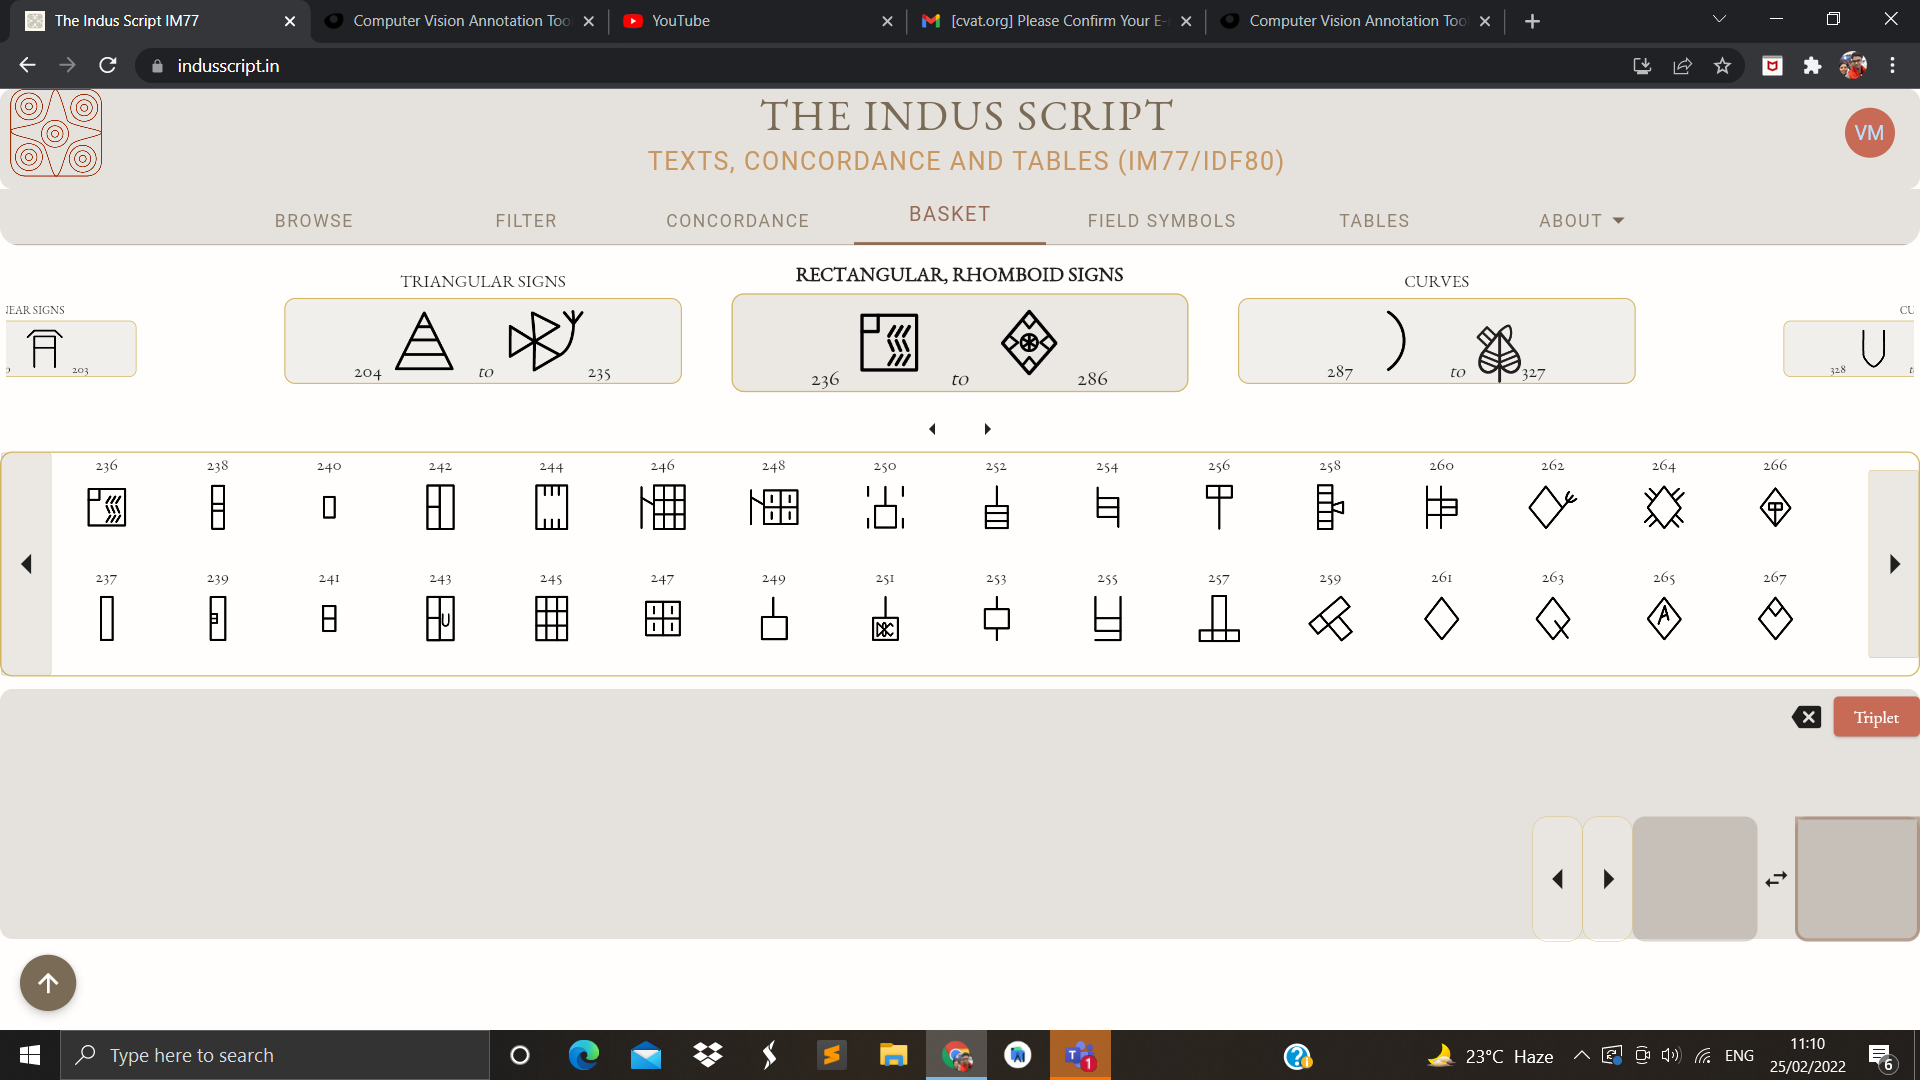 The Indus Script IM77
Computer Vision Annotation Too
YouTube
[cvat.org] Please Confirm Your E-
Computer Vision Annotation Too
indusscript.in
THE INDUS SCRIPT
TEXTS, CONCORDANCE AND TABLES (IM77/IDF80)
VM
BROWSE FILTER CONCORDANCE BASKET FIELD SYMBOLS TABLES ABOUT
NEAR SIGNS
203
TRIANGULAR SIGNS
204 to 235
RECTANGULAR, RHOMBOID SIGNS
236 to 286
CURVES
287 to 327
CU
328
236 238 240 242 244 246 248 250 252 254 256 258 260 262 264 266
237 239 241 243 245 247 249 251 253 255 257 259 261 263 265 267
Triplet
Type here to search
1
23°C Haze
ENG
11:10
25/02/2022
6